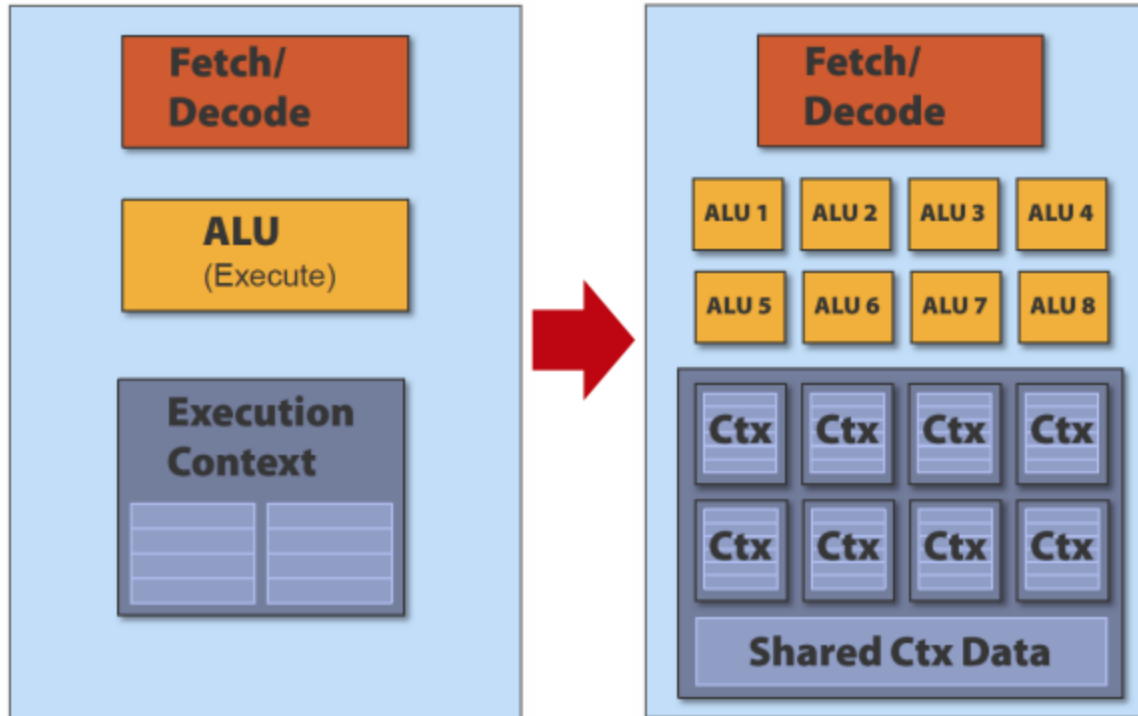 Fetch/
Decode
ALU
(Execute)
Execution
Context
Fetch/
Decode
ALU 1 ALU 2 ALU 3 ALU 4
ALU 5 ALU 6 ALU 7 ALU 8
Ctx Ctx Ctx Ctx
Ctx Ctx Ctx Ctx
Shared Ctx Data